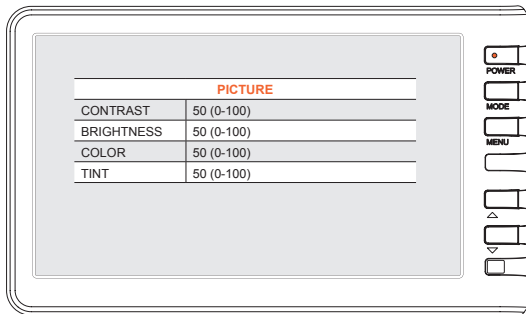 PICTURE
CONTRAST 50 (0-100)
BRIGHTNESS 50 (0-100)
COLOR 50 (0-100)
TINT 50 (0-100)
POWER
MODE
MENU